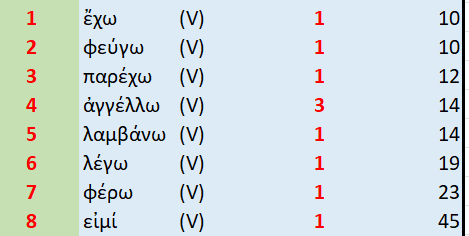 1 ἔχω (V) 1 10
2 φεύγω (V) 1 10
3 παρέχω (V) 1 12
4 ἀγγέλλω (V) 3 14
5 λαμβάνω (V) 1 14
6 λέγω (V) 1 19
7 φέρω (V) 1 23
8 εἰμί (V) 1 45